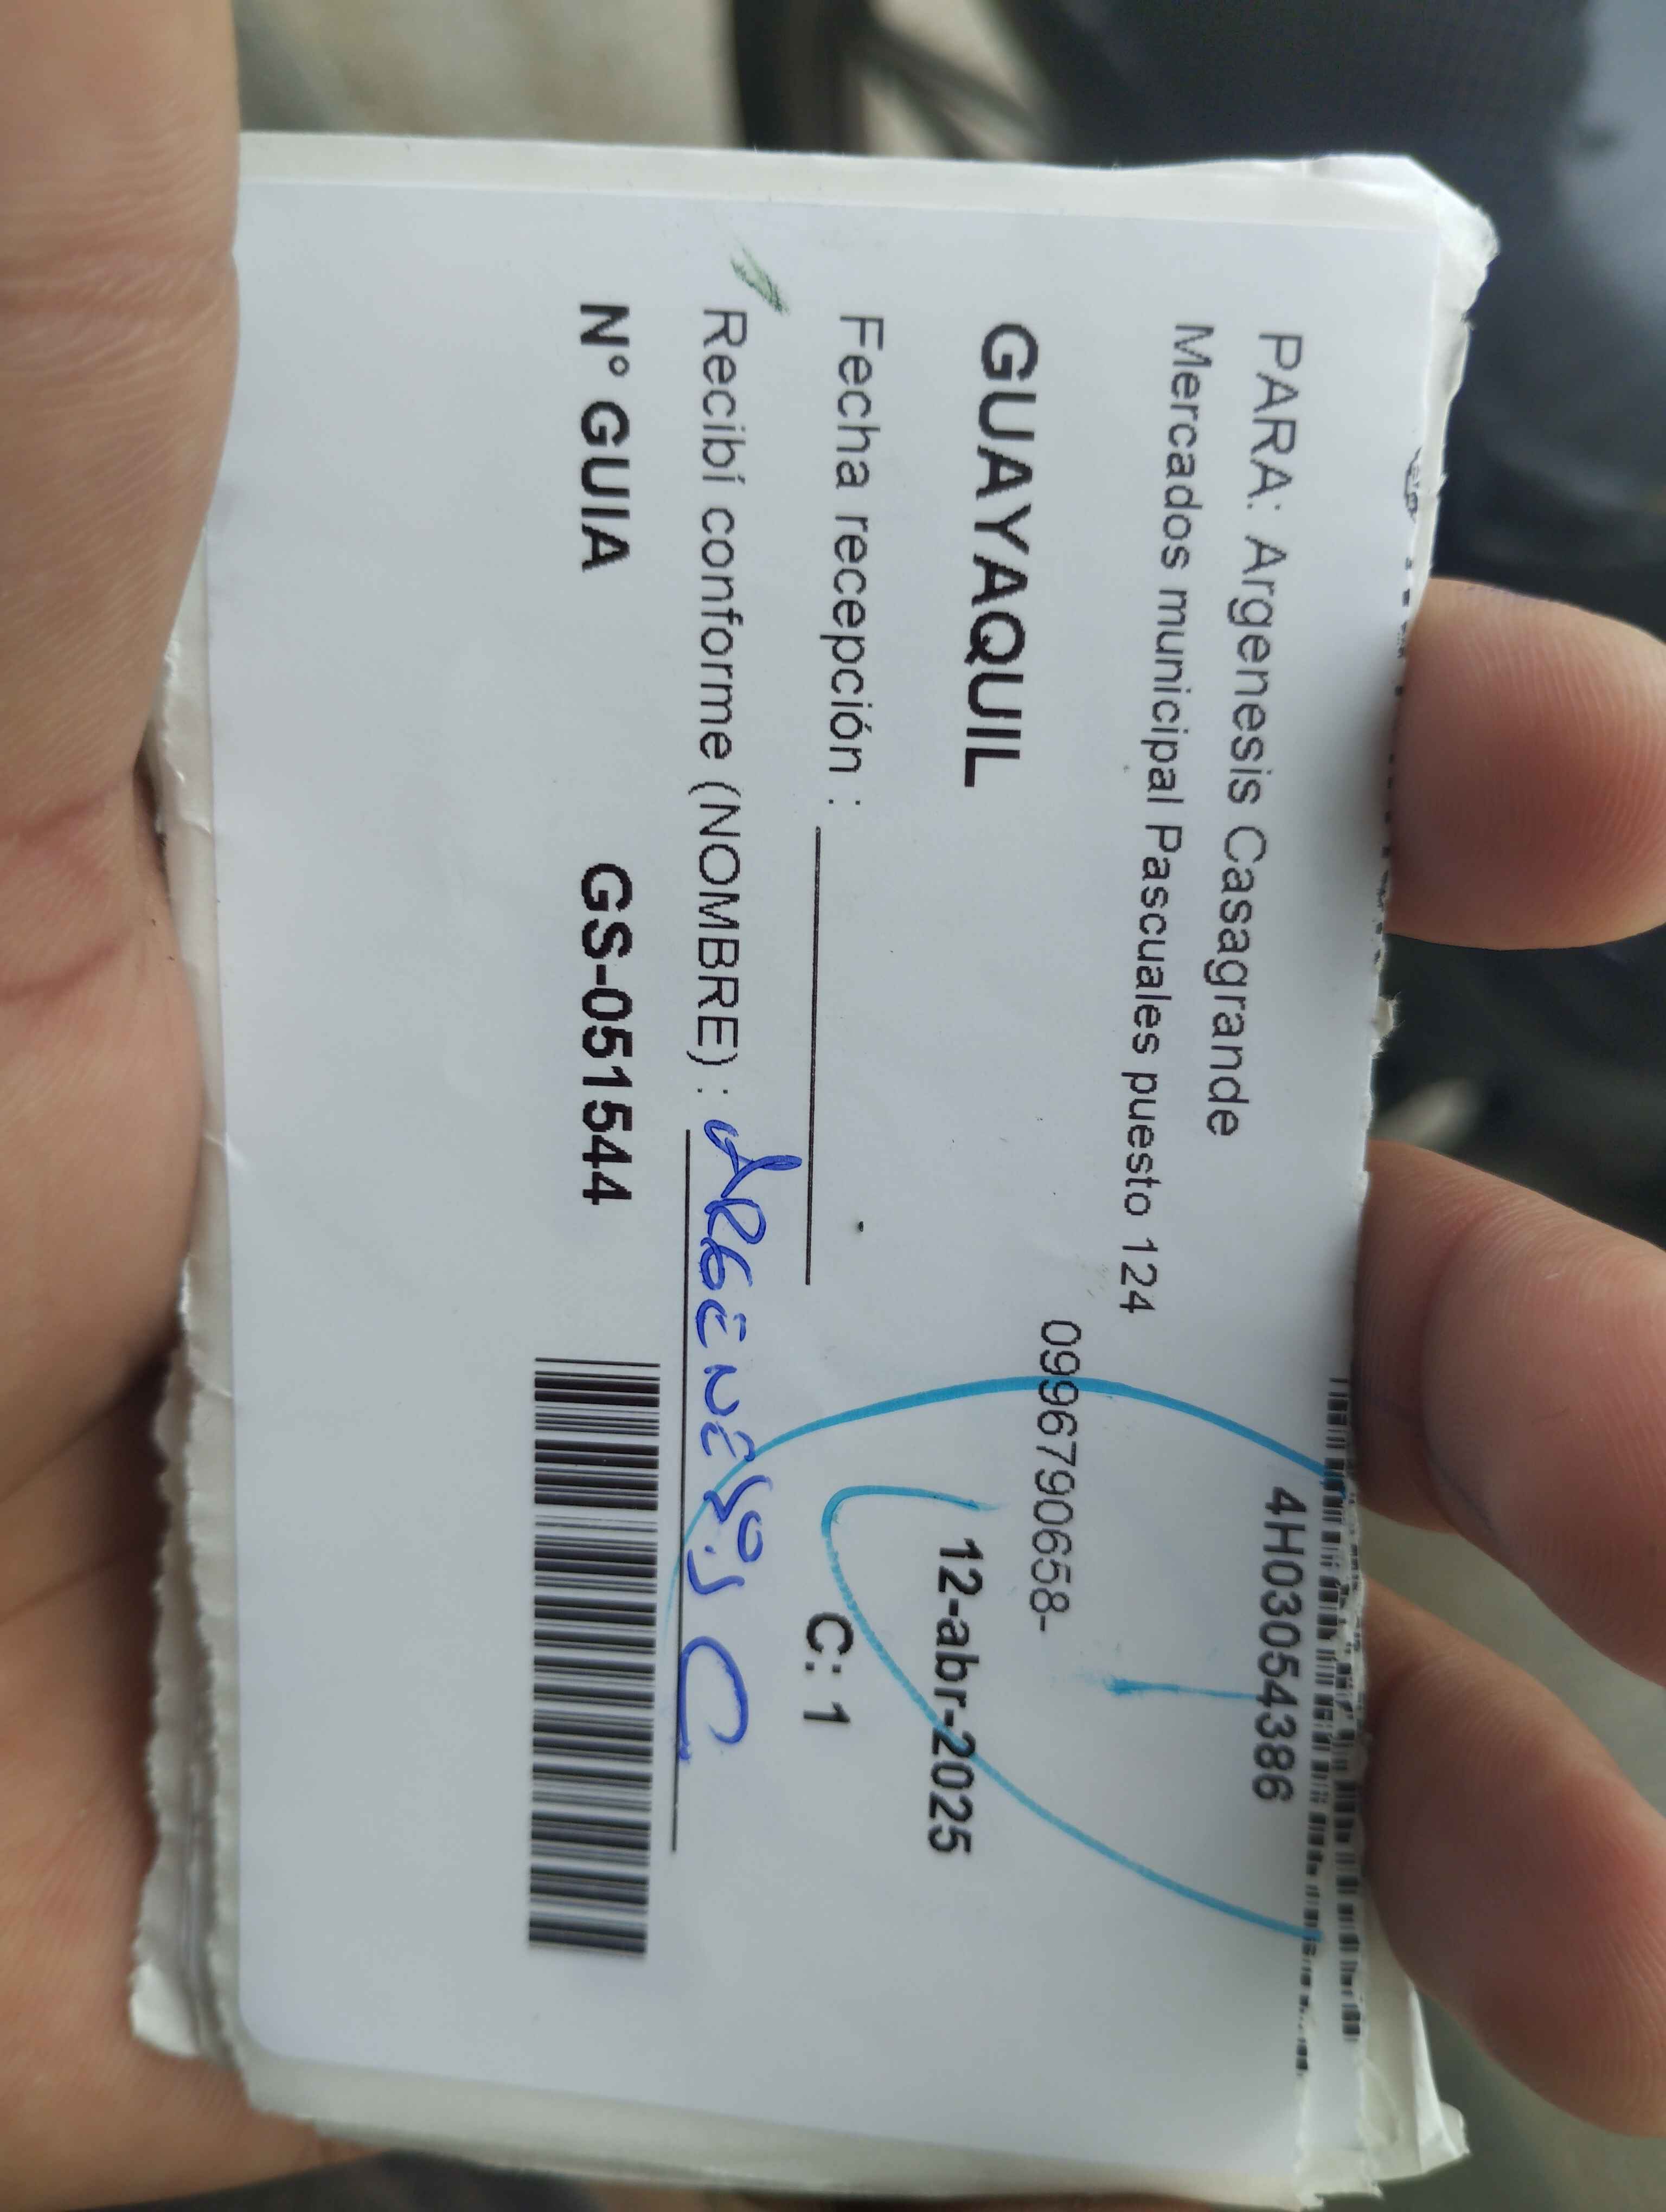 4H03054386
PARA: Argenesis Casagrande
Mercados municipal Pascuales puesto 124
0996790658-
GUAYAQUIL
12-abr-2025
Fecha recepción :
C: 1
Recibí conforme (NOMBRE) : ARGENESIS C
N° GUIA GS-051544